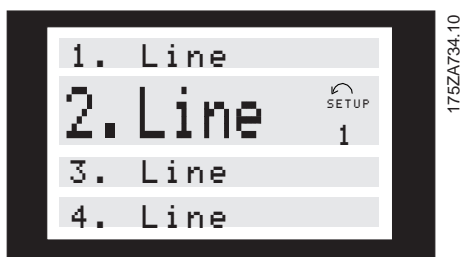 1. Line
2. Line
SETUP
1
3. Line
4. Line
175ZA734.10